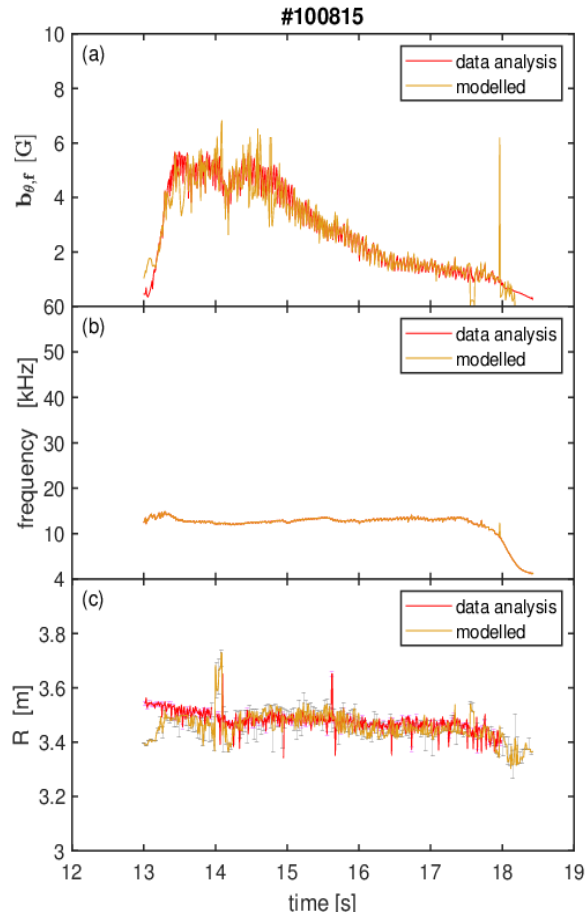 #100815
(a)
data analysis
modelled
b_θ,f [G]
10
8
6
4
2
60
(b)
data analysis
modelled
frequency [kHz]
50
40
30
20
10
4
(c)
data analysis
modelled
R [m]
3.8
3.6
3.4
3.2
3
12 13 14 15 16 17 18 19
time [s]